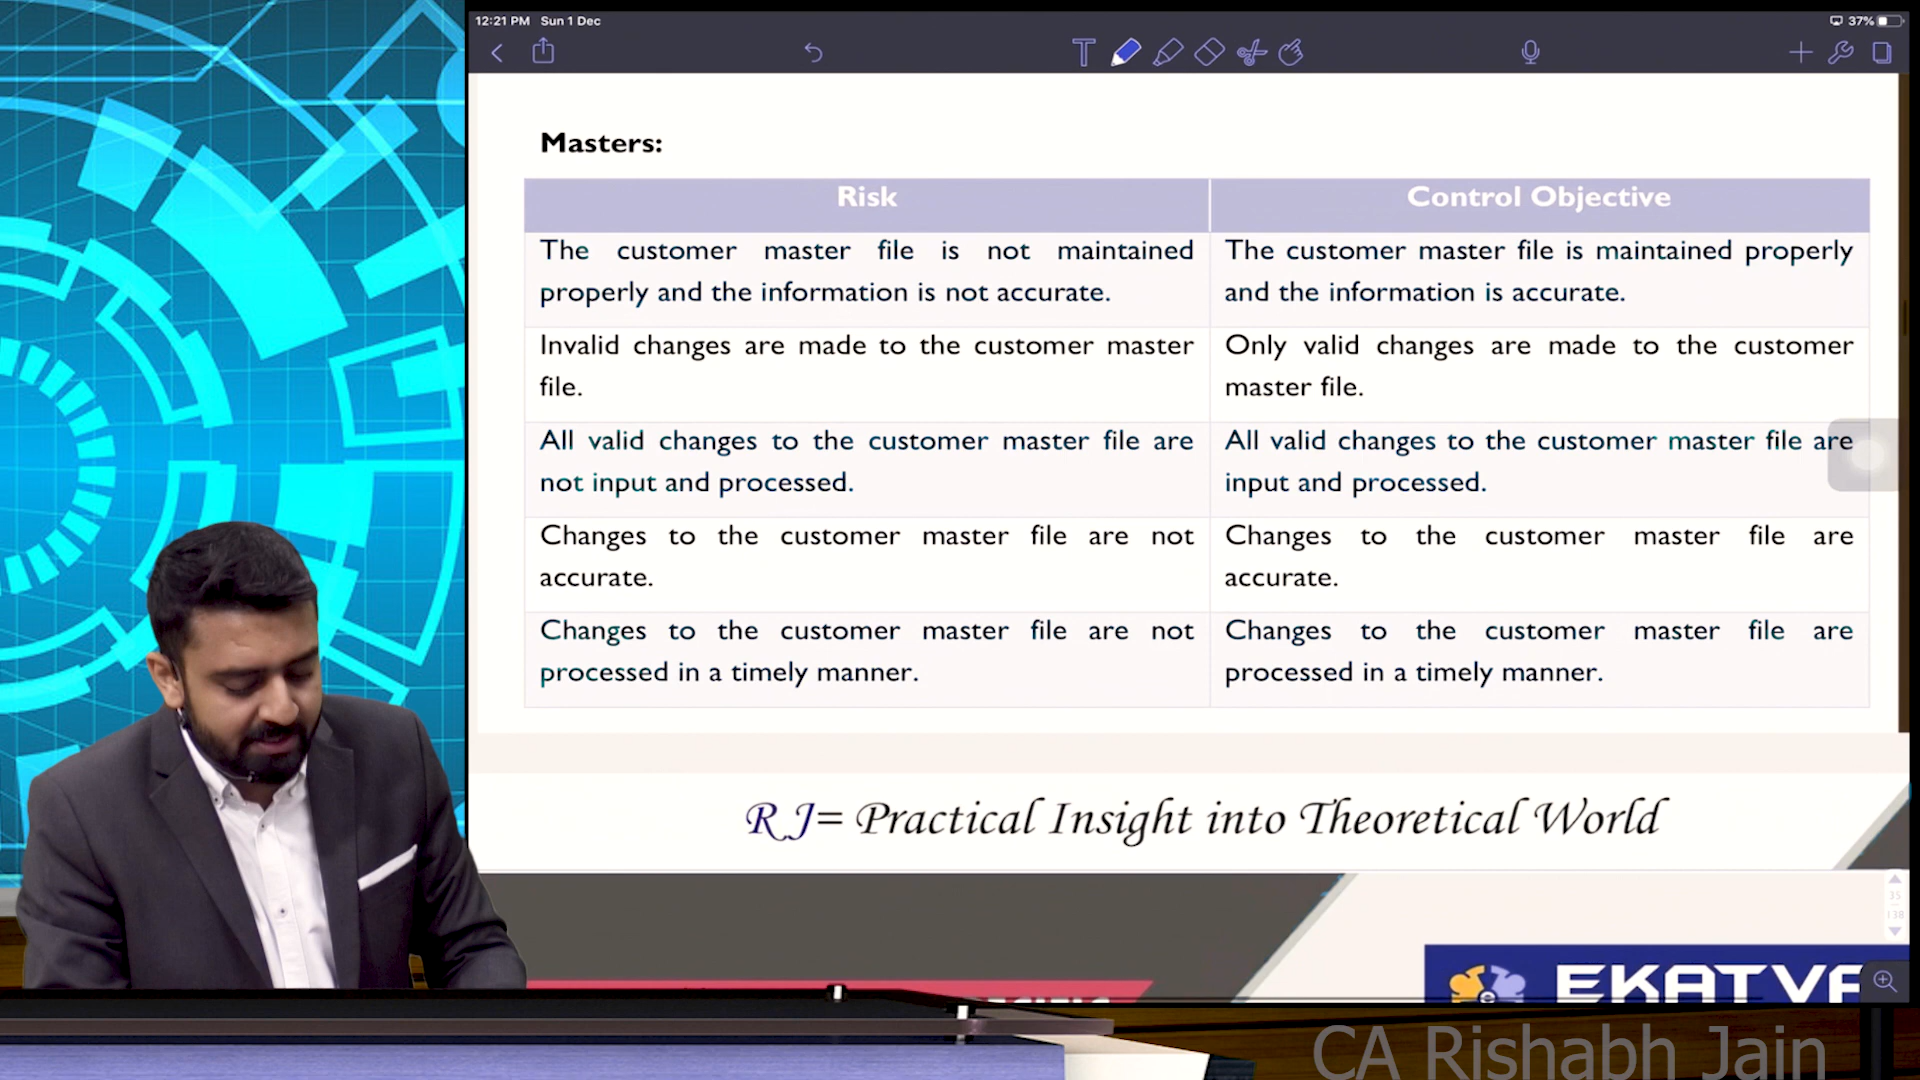 12:21 PM Sun 1 Dec
37%
Masters:
Risk
Control Objective
The customer master file is not maintained
properly and the information is not accurate.
The customer master file is maintained properly
and the information is accurate.
Invalid changes are made to the customer master
file.
Only valid changes are made to the customer
master file.
All valid changes to the customer master file are
not input and processed.
All valid changes to the customer master file are
input and processed.
Changes to the customer master file are not
accurate.
Changes to the customer master file are
accurate.
Changes to the customer master file are not
processed in a timely manner.
Changes to the customer master file are
processed in a timely manner.
R J= Practical Insight into Theoretical World
35
138
EKATVA
CA Rishabh Jain